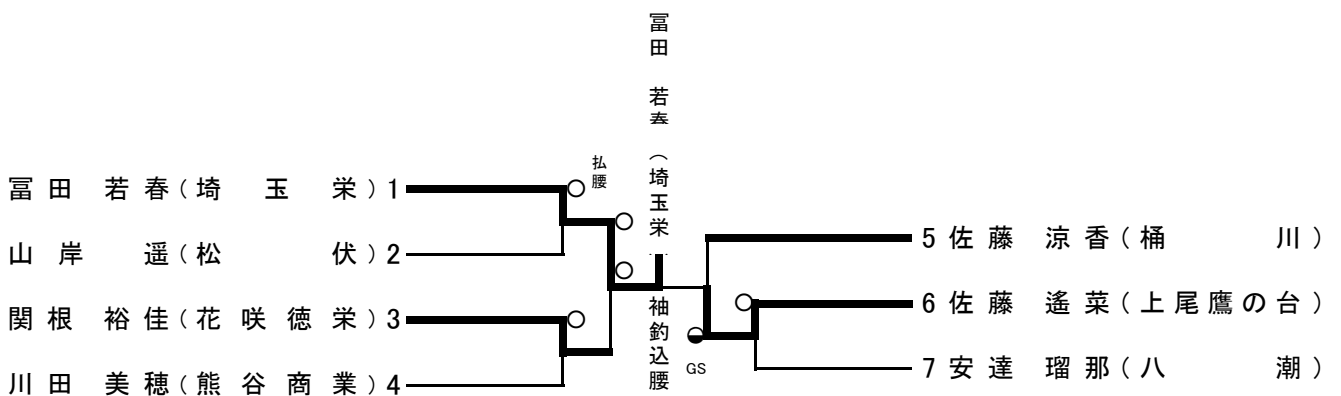 冨田 若春(埼玉栄)
払腰
冨田 若春(埼玉栄)1
山岸 遥(松伏)2
関根 裕佳(花咲徳栄)3
川田 美穂(熊谷商業)4
袖釣込腰
GS
5 佐藤 涼香(桶川)
6 佐藤 遙菜(上尾鷹の台)
7 安達 瑠那(八潮)